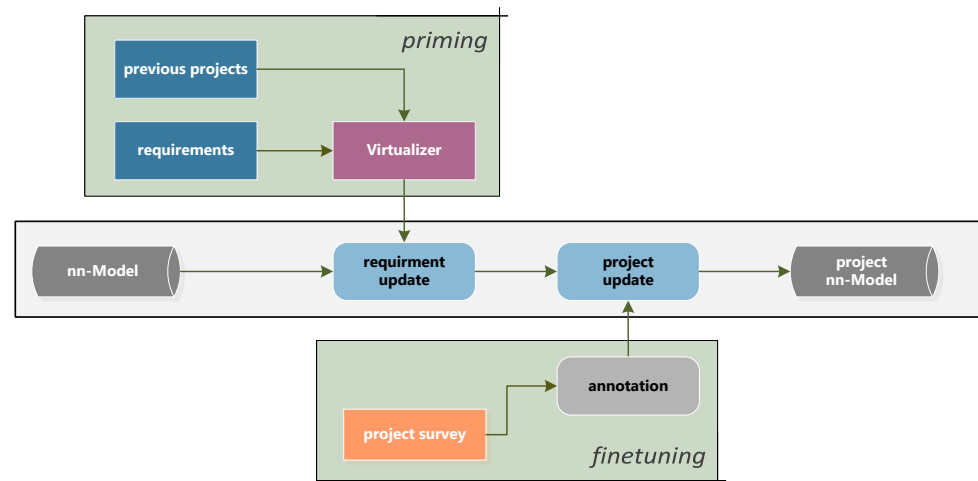 priming
previous projects
requirements
Virtualizer
nn-Model
requirment
update
project
update
project
nn-Model
annotation
project survey
finetuning